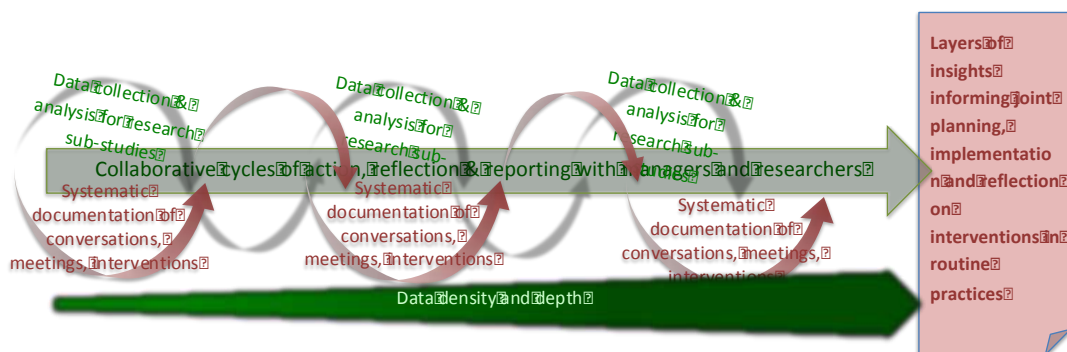 Data collection &
analysis for research
sub-studies
Data collection &
analysis for
research sub-
Data collection &
analysis for
research sub-
studies
Collaborative cycles of action, reflection & reporting with managers and researchers
Systematic
documentation of
conversations,
meetings, interventions
Systematic
documentation of
conversations,
meetings, interventions
Systematic
documentation of
conversations, meetings,
interventions
Data density and depth
Layers of
insights
informing joint
planning,
implementatio
n and reflection
on
interventions in
routine
practices